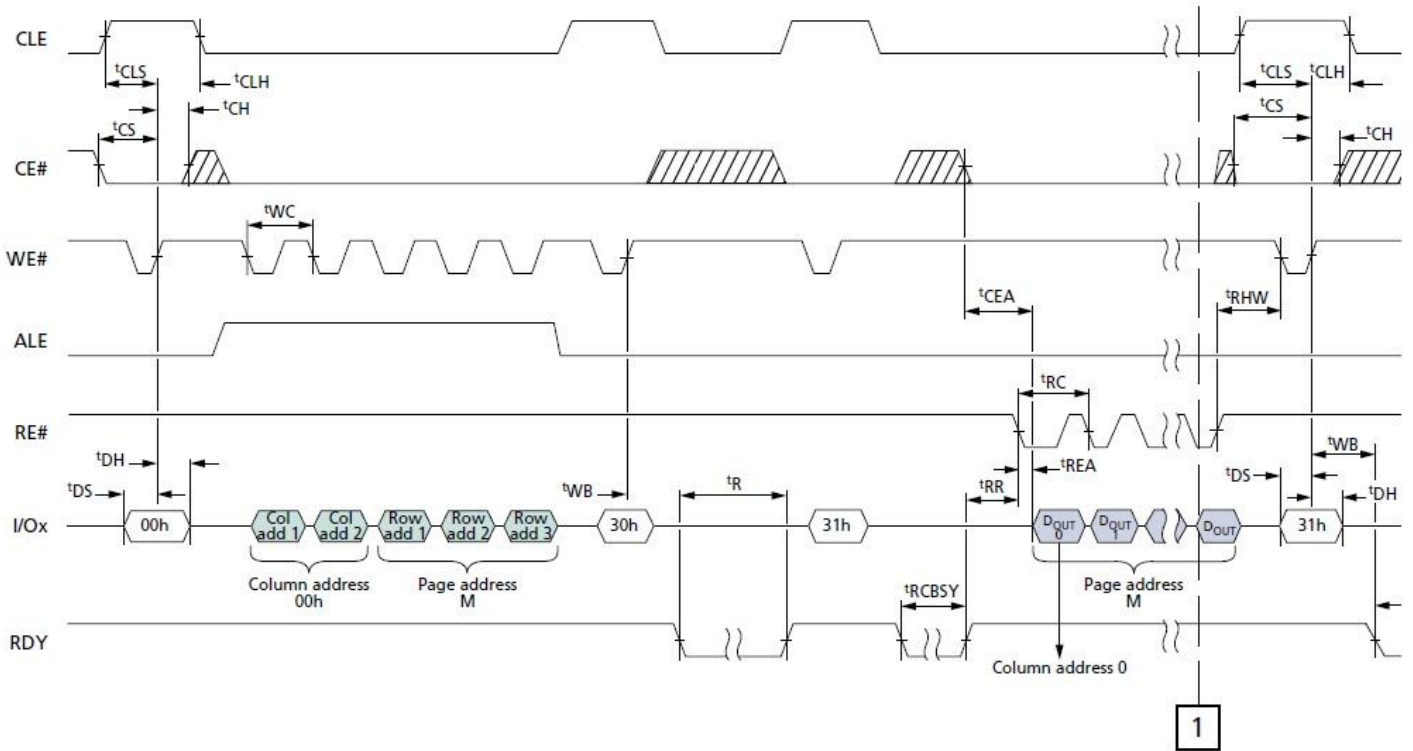 CLE
tCLS
tCLH
tCLS
tCLH
tCH
tCS
tCS
tCH
CE#
tWC
WE#
tCEA
tRHW
ALE
tRC
RE#
tDH
tREA
tWB
tDS
tWB
tR
tRR
tDS
tDH
I/Ox
00h
Col add 1
Col add 2
Row add 1
Row add 2
Row add 3
30h
31h
DOUT 0
DOUT 1
DOUT
31h
Column address
00h
Page address
M
tRCBSY
Page address
M
RDY
Column address 0
1